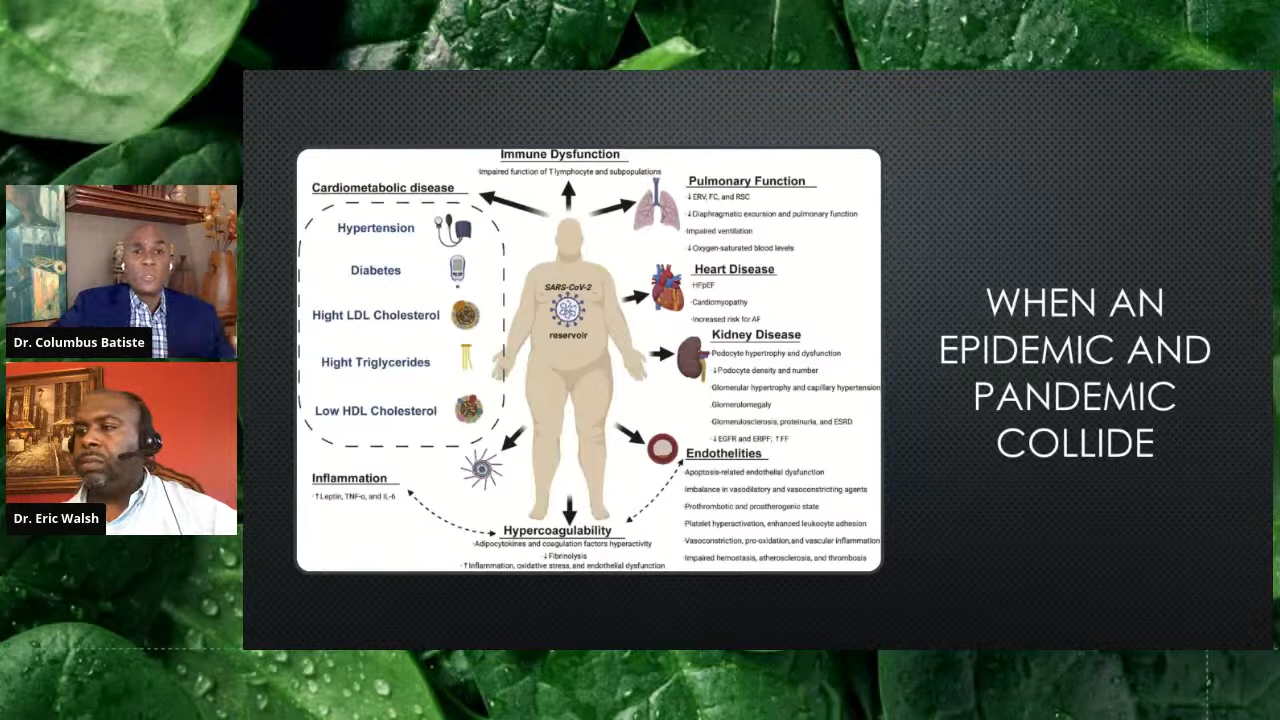 Dr. Columbus Batiste
Dr. Eric Walsh
Immune Dysfunction
·Impaired function of T lymphocyte and subpopulations
Cardiometabolic disease
Hypertension
Diabetes
Hight LDL Cholesterol
Hight Triglycerides
Low HDL Cholesterol
Inflammation
·↑Leptin, TNF-α, and IL-6
SARS-CoV-2
reservoir
Hypercoagulability
·Adipocytokines and coagulation factors hyperactivity
·↓Fibrinolysis
·↑Inflammation, oxidative stress, and endothelial dysfunction
Pulmonary Function
·↓ERV, FC, and RSC
·↓Diaphragmatic excursion and pulmonary function
·Impaired ventilation
·↓Oxygen-saturated blood levels
Heart Disease
·HFpEF
·Cardiomyopathy
·Increased risk for AF
Kidney Disease
·Podocyte hypertrophy and dysfunction
·↓Podocyte density and number
·Glomerular hypertrophy and capillary hypertension
·Glomerulomegaly
·Glomerulosclerosis, proteinuria, and ESRD
·↓EGFR and ERPF; ↑FF
Endothelities
·Apoptosis-related endothelial dysfunction
·Imbalance in vasodilatory and vasoconstricting agents
·Prothrombotic and proatherogenic state
·Platelet hyperactivation, enhanced leukocyte adhesion
·Vasoconstriction, pro-oxidation, and vascular inflammation
·Impaired hemostasis, atherosclerosis, and thrombosis
WHEN AN
EPIDEMIC AND
PANDEMIC
COLLIDE